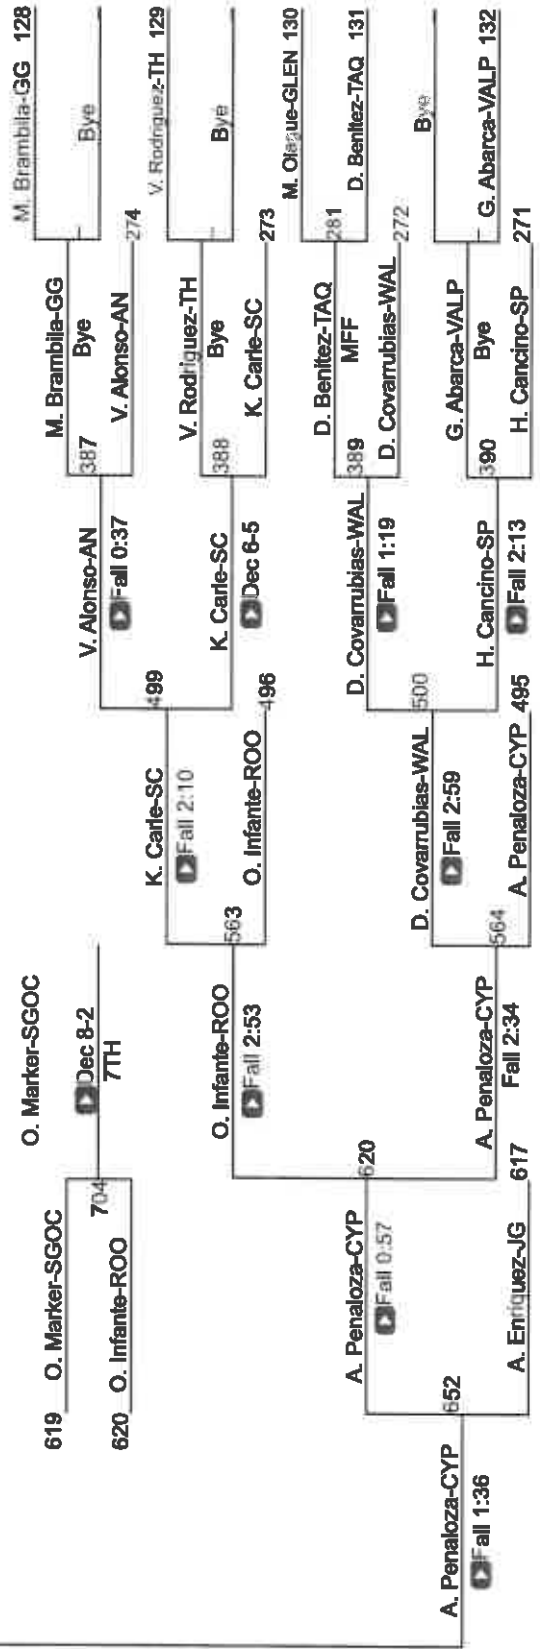 M. Brambila-GG 128
Bye
V. Rodriguez-TH 129
Bye
M. Olague-GLEN 130
D. Benitez-TAQ 131
Bye
G. Abarca-VALP 132
M. Brambila-GG
Bye
387
V. Alonso-AN 274
V. Rodriguez-TH
Bye
388
K. Carle-SC 273
281
D. Benitez-TAQ
MFF
389
D. Covarrubias-WAL 272
G. Abarca-VALP
Bye
390
H. Cancino-SP 271
V. Alonso-AN
Fall 0:37
499
K. Carle-SC
Dec 6-5
D. Covarrubias-WAL
Fall 1:19
500
H. Cancino-SP
Fall 2:13
K. Carle-SC
Fall 2:10
563
O. Infante-ROO 496
D. Covarrubias-WAL
Fall 2:59
564
A. Penaloza-CYP 495
O. Marker-SGOC
Dec 8-2
7TH
O. Infante-ROO
Fall 2:53
620
A. Penaloza-CYP
Fall 2:34
619 O. Marker-SGOC
704
620 O. Infante-ROO
A. Penaloza-CYP
Fall 0:57
652
A. Enriquez-JG 617
A. Penaloza-CYP
Fall 1:36